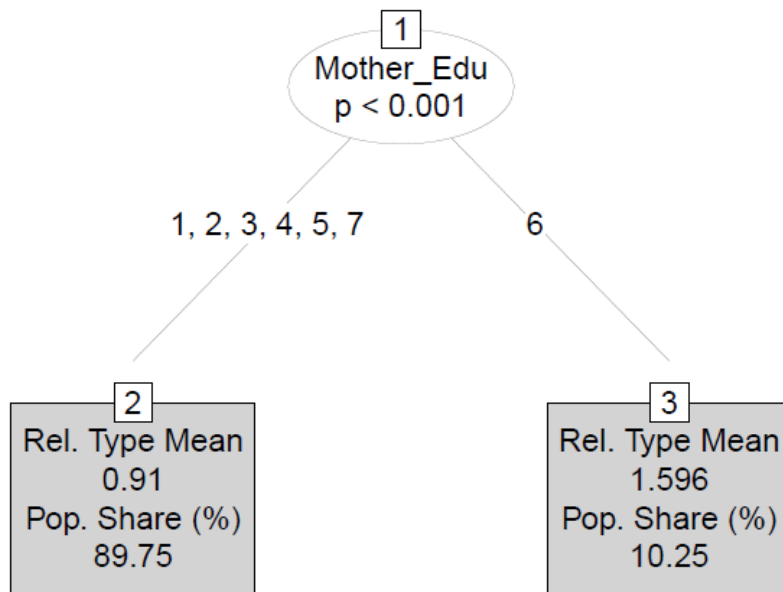 1
Mother_Edu
p < 0.001
1, 2, 3, 4, 5, 7
6
2
Rel. Type Mean
0.91
Pop. Share (%)
89.75
3
Rel. Type Mean
1.596
Pop. Share (%)
10.25